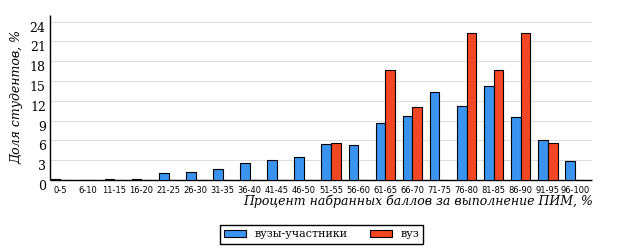 Доля студентов, %
24
21
18
15
12
9
6
3
0
0-5 6-10 11-15 16-20 21-25 26-30 31-35 36-40 41-45 46-50 51-55 56-60 61-65 66-70 71-75 76-80 81-85 86-90 91-95 96-100
Процент набранных баллов за выполнение ПИМ, %
вузы-участники вуз